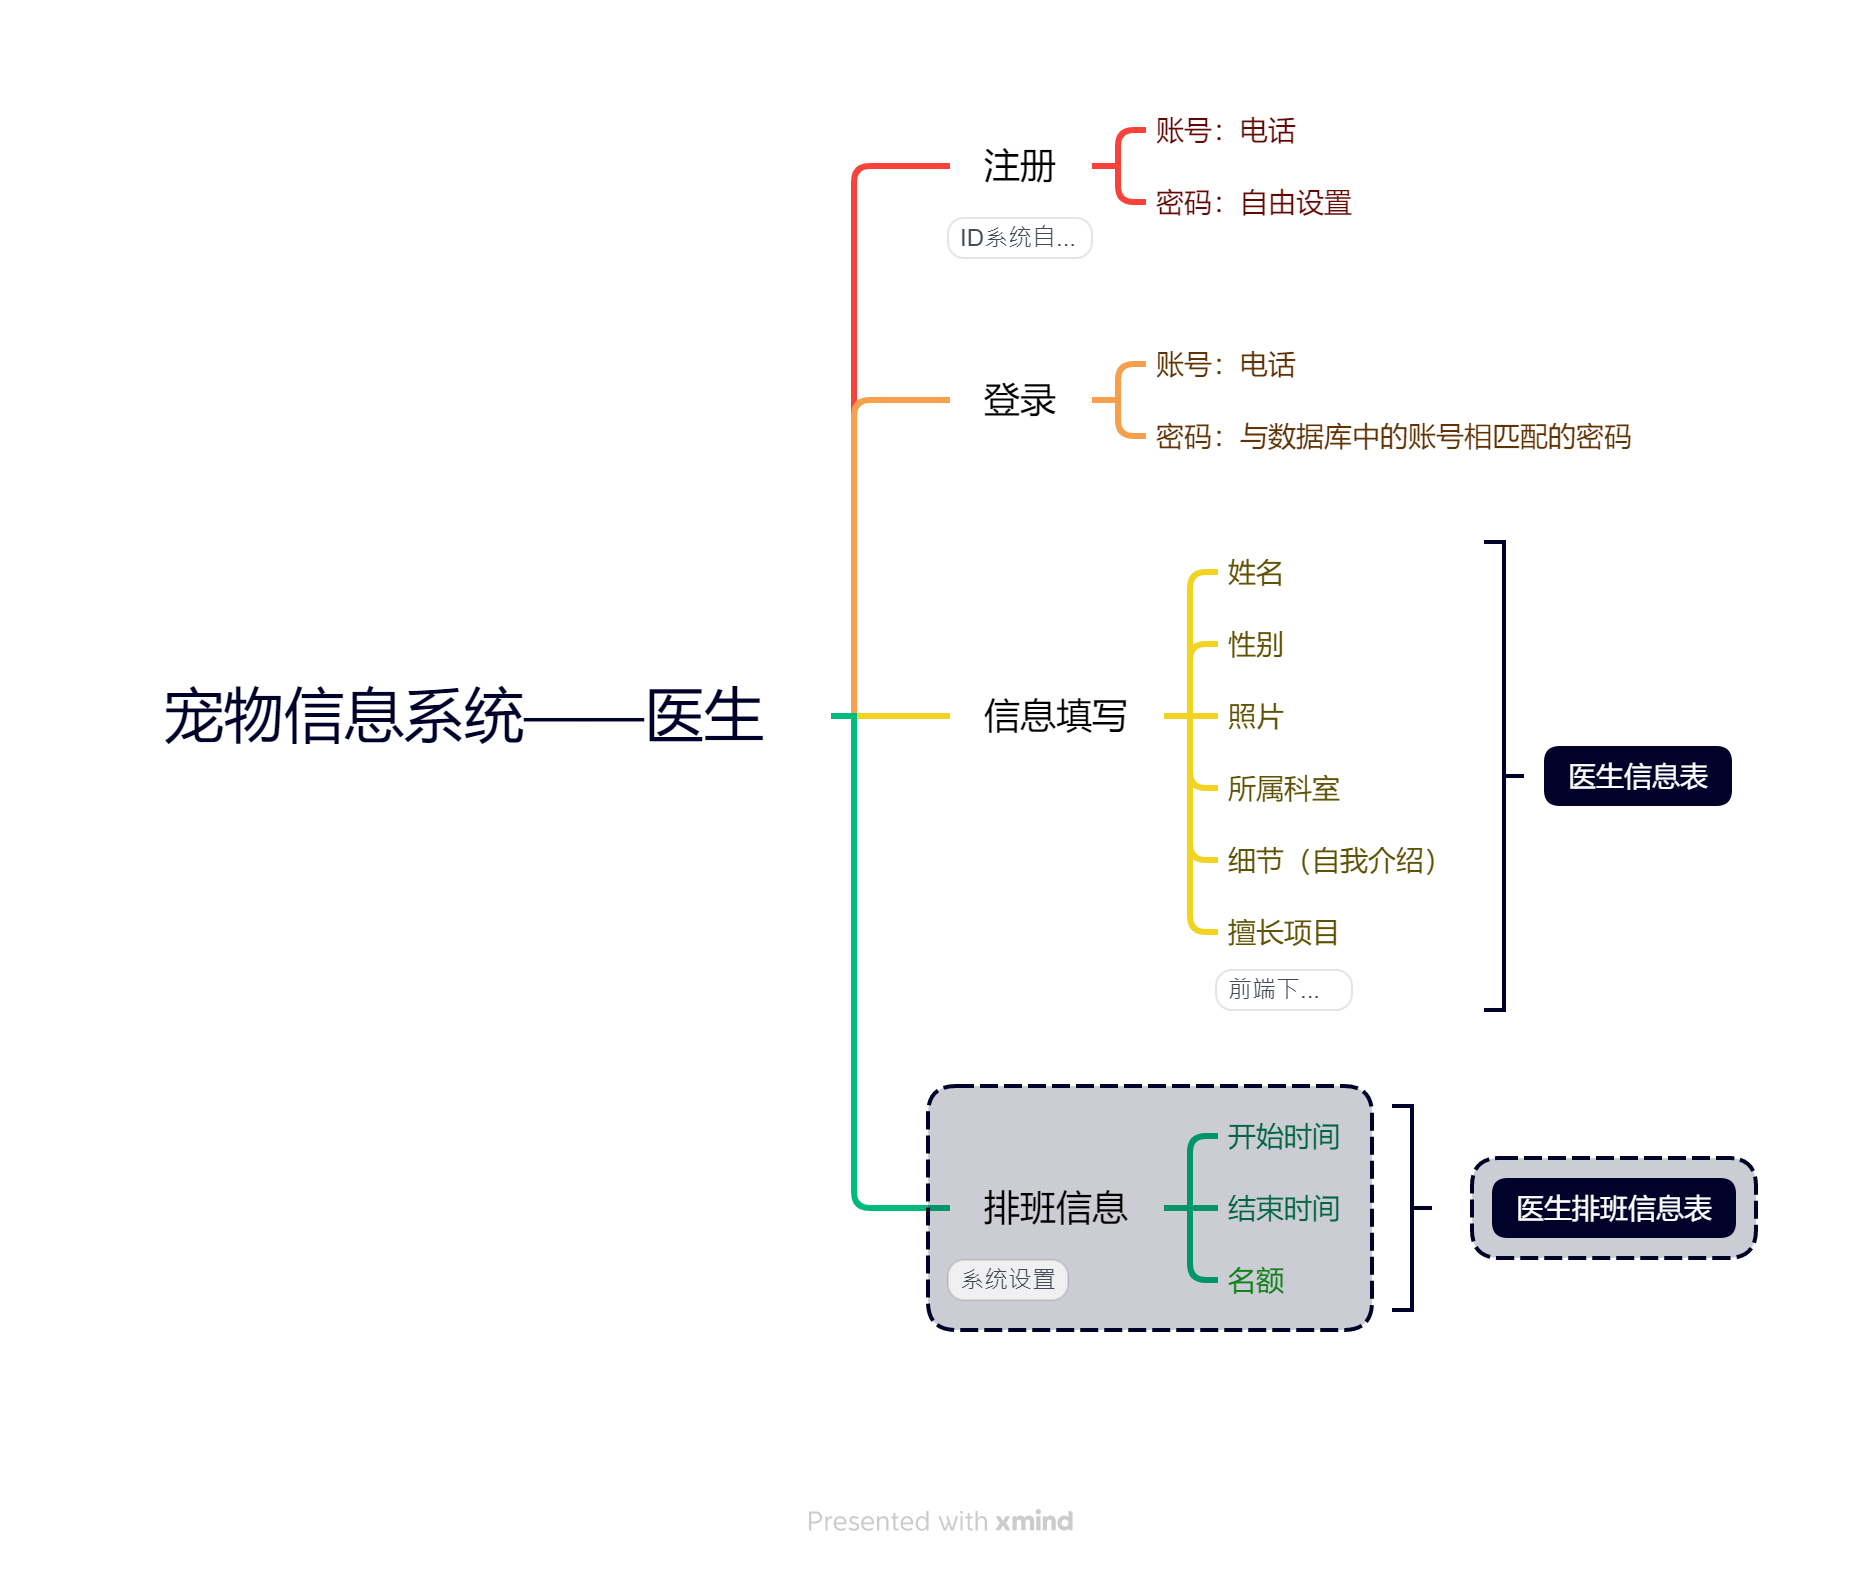 宠物信息系统——医生
注册
ID系统自...
账号：电话
密码：自由设置
登录
账号：电话
密码：与数据库中的账号相匹配的密码
信息填写
姓名
性别
照片
所属科室
细节（自我介绍）
擅长项目
前端下...
医生信息表
排班信息
系统设置
开始时间
结束时间
名额
医生排班信息表
Presented with xmind